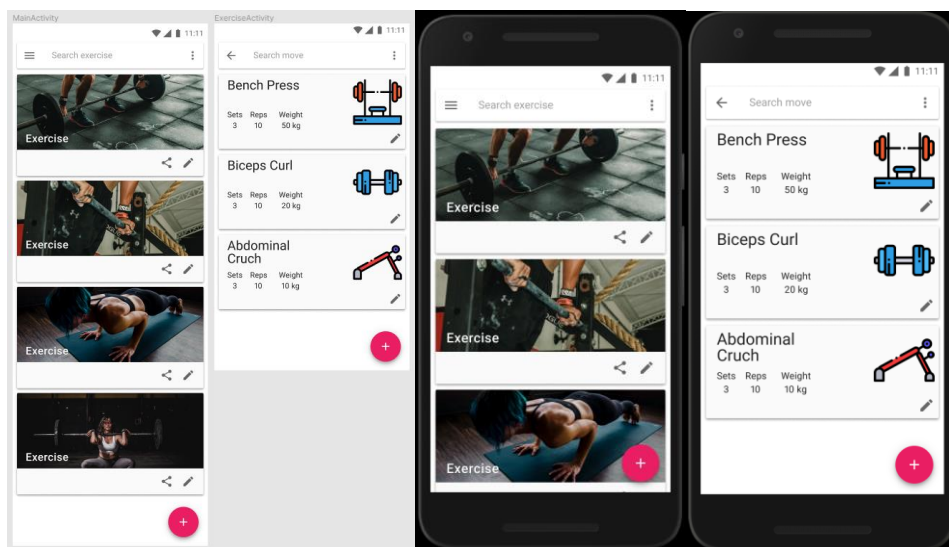 MainActivity
11:11
Search exercise
Exercise
Exercise
Exercise
Exercise
+
ExerciseActivity
11:11
Search move
Bench Press
Sets Reps Weight
3 10 50 kg
Biceps Curl
Sets Reps Weight
3 10 20 kg
Abdominal
Cruch
Sets Reps Weight
3 10 10 kg
+
11:11
Search exercise
Exercise
Exercise
Exercise
+
11:11
Search move
Bench Press
Sets Reps Weight
3 10 50 kg
Biceps Curl
Sets Reps Weight
3 10 20 kg
Abdominal
Cruch
Sets Reps Weight
3 10 10 kg
+